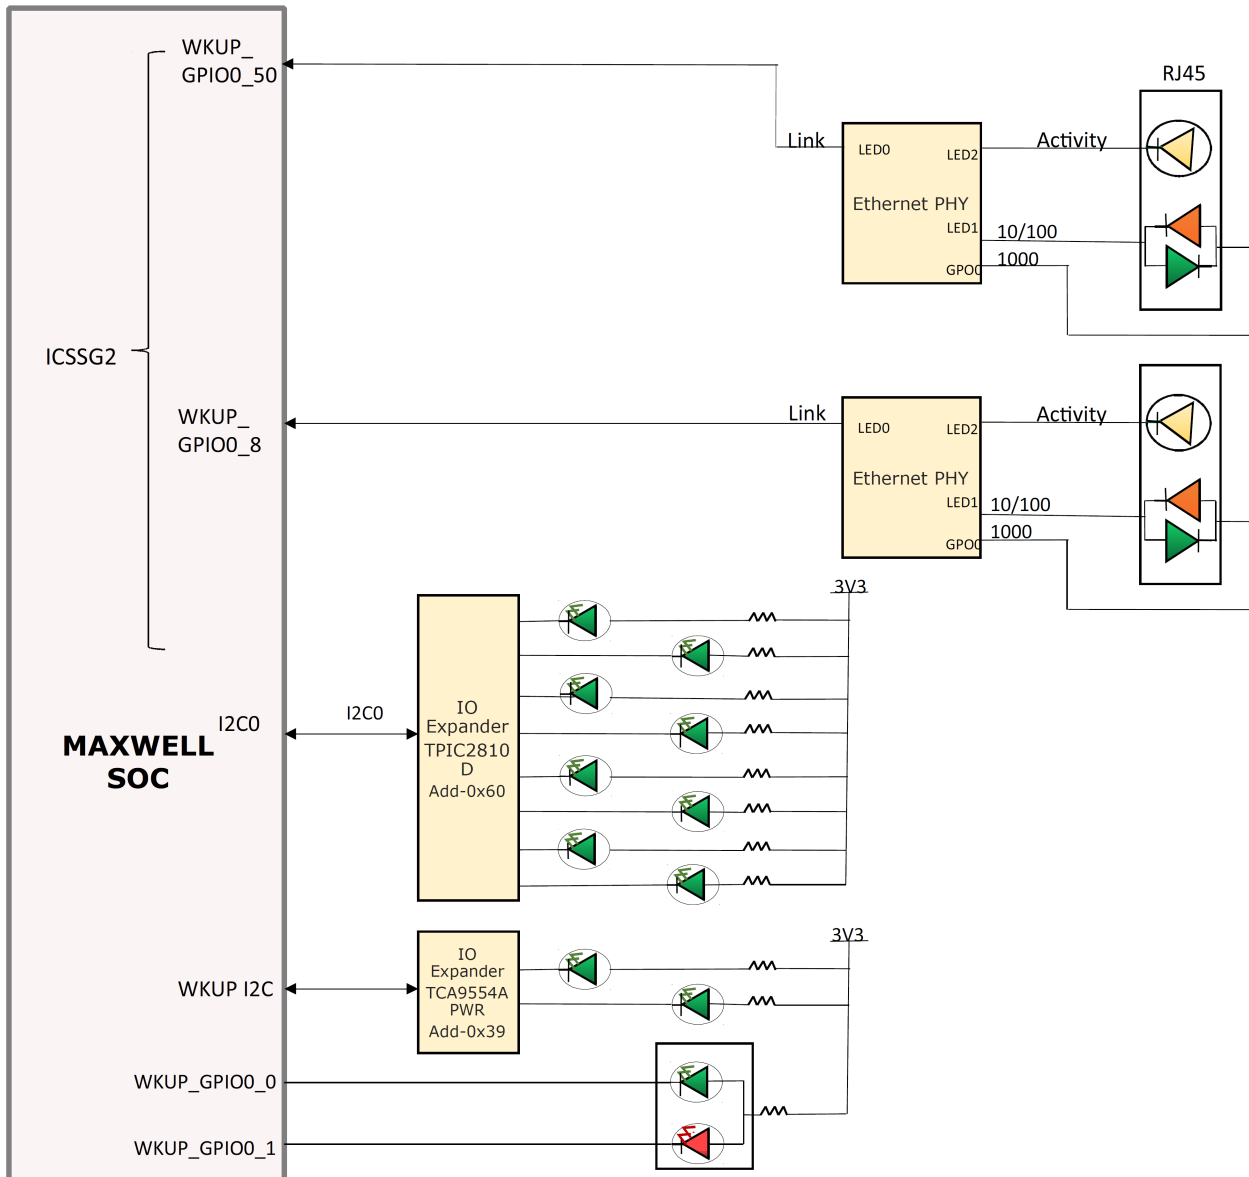 WKUP_
GPIO0_50
RJ45
Link
LED0
LED2
Activity
Ethernet PHY
LED1
10/100
GPO0
1000
ICSSG2
WKUP_
GPIO0_8
Link
LED0
LED2
Activity
Ethernet PHY
LED1
10/100
GPO0
1000
3V3
I2C0
I2C0
MAXWELL
SOC
IO
Expander
TPIC2810
D
Add-0x60
3V3
WKUP I2C
IO
Expander
TCA9554A
PWR
Add-0x39
WKUP_GPIO0_0
WKUP_GPIO0_1